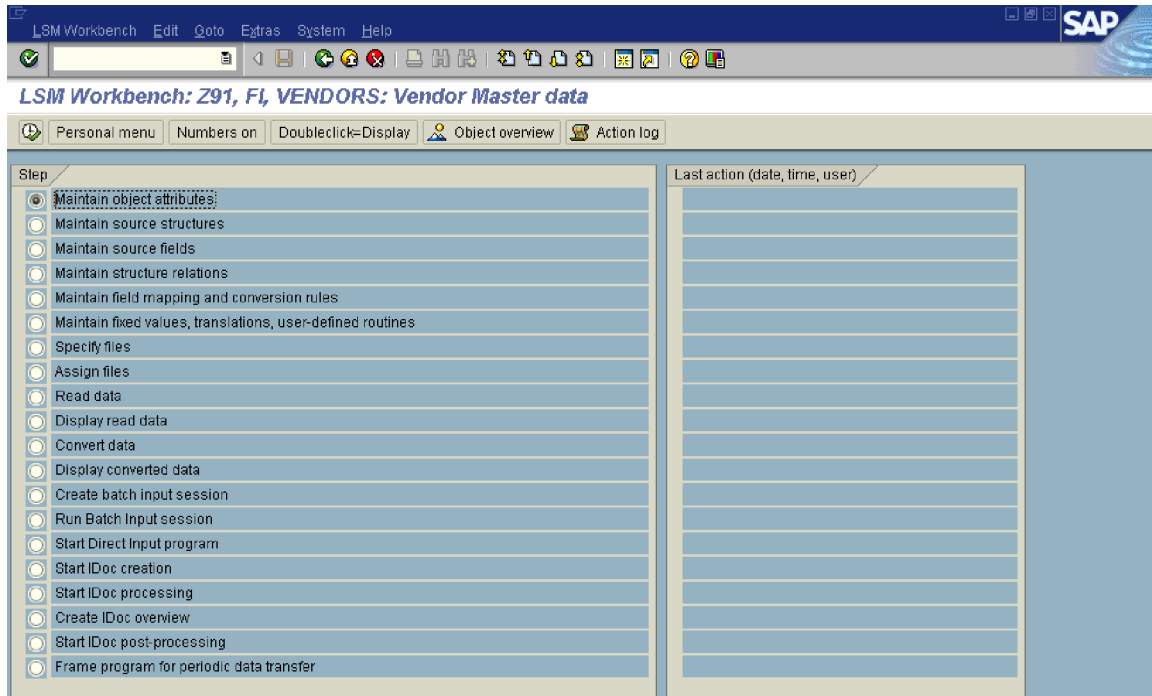 LSM Workbench Edit Goto Extras System Help
SAP
LSM Workbench: Z91, FI, VENDORS: Vendor Master data
Personal menu Numbers on Doubleclick=Display Object overview Action log
Step Last action (date, time, user)
Maintain object attributes
Maintain source structures
Maintain source fields
Maintain structure relations
Maintain field mapping and conversion rules
Maintain fixed values, translations, user-defined routines
Specify files
Assign files
Read data
Display read data
Convert data
Display converted data
Create batch input session
Run Batch Input session
Start Direct Input program
Start IDoc creation
Start IDoc processing
Create IDoc overview
Start IDoc post-processing
Frame program for periodic data transfer